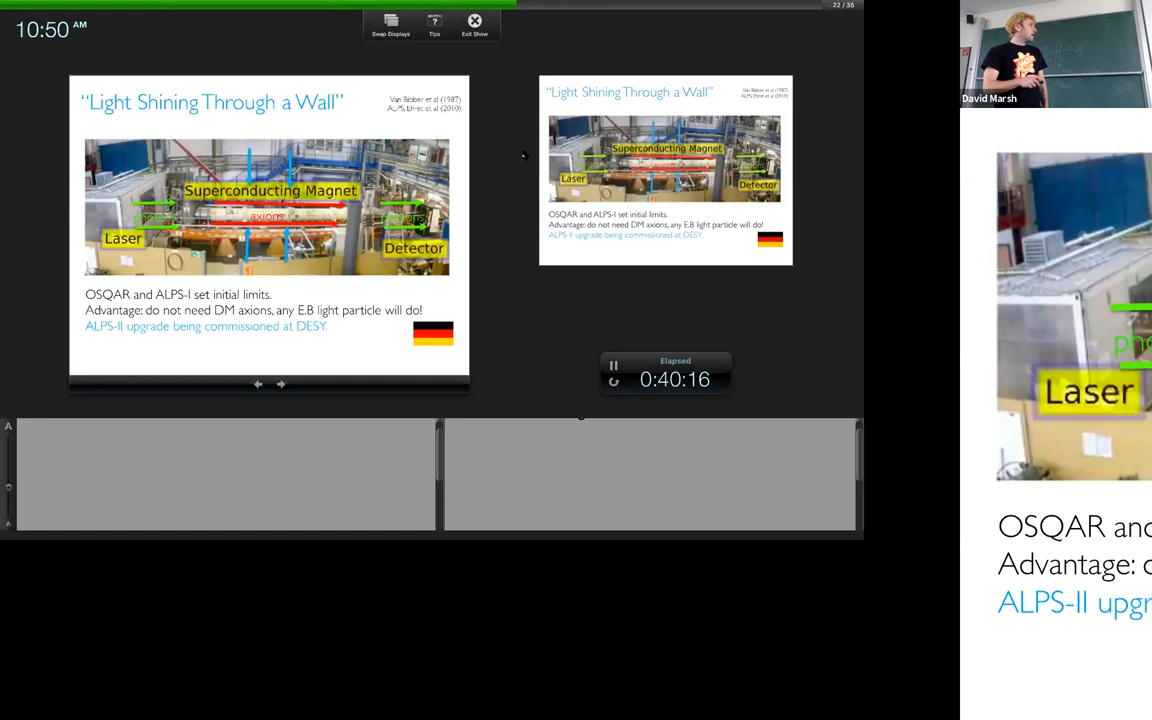 22 / 35
10:50 AM
Swap Displays
Tips
Exit Show
David Marsh
"Light Shining Through a Wall"
Van Bibber et al (1987)
ALPS, Ehret et al (2010)
Superconducting Magnet
photons
axions
photons
Laser
Detector
OSQAR and ALPS-I set initial limits.
Advantage: do not need DM axions, any E.B light particle will do!
ALPS-II upgrade being commissioned at DESY.
"Light Shining Through a Wall"
Van Bibber et al (1987)
ALPS, Ehret et al (2010)
Superconducting Magnet
Laser
Detector
OSQAR and ALPS-I set initial limits.
Advantage: do not need DM axions, any E.B light particle will do!
ALPS-II upgrade being commissioned at DESY.
Elapsed
0:40:16
A
A
pho
Laser
OSQAR and
Advantage: d
ALPS-II upgr